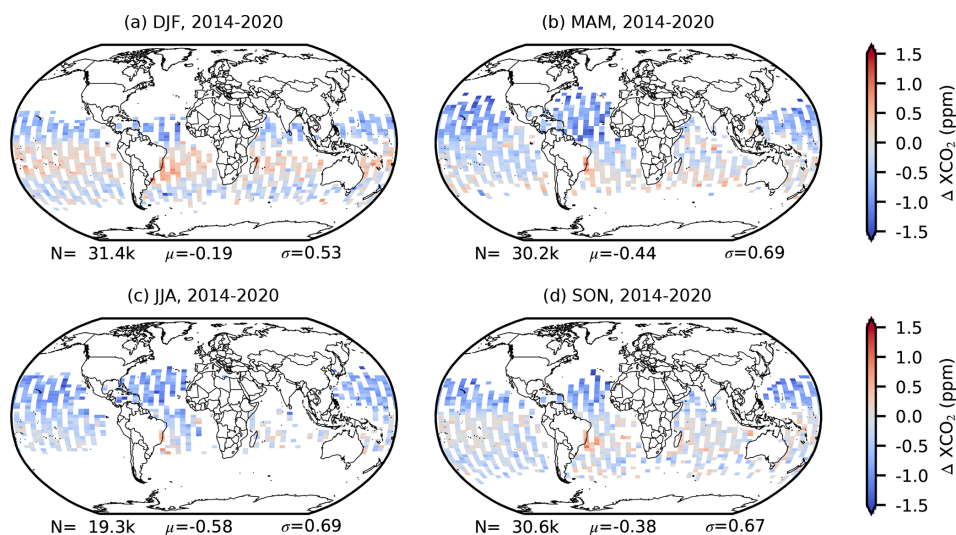 (a) DJF, 2014-2020
(b) MAM, 2014-2020
1.5
1.0
0.5
0.0
-0.5
-1.0
-1.5
Δ XCO₂ (ppm)
N= 31.4k μ=-0.19 σ=0.53
N= 30.2k μ=-0.44 σ=0.69
(c) JJA, 2014-2020
(d) SON, 2014-2020
1.5
1.0
0.5
0.0
-0.5
-1.0
-1.5
Δ XCO₂ (ppm)
N= 19.3k μ=-0.58 σ=0.69
N= 30.6k μ=-0.38 σ=0.67